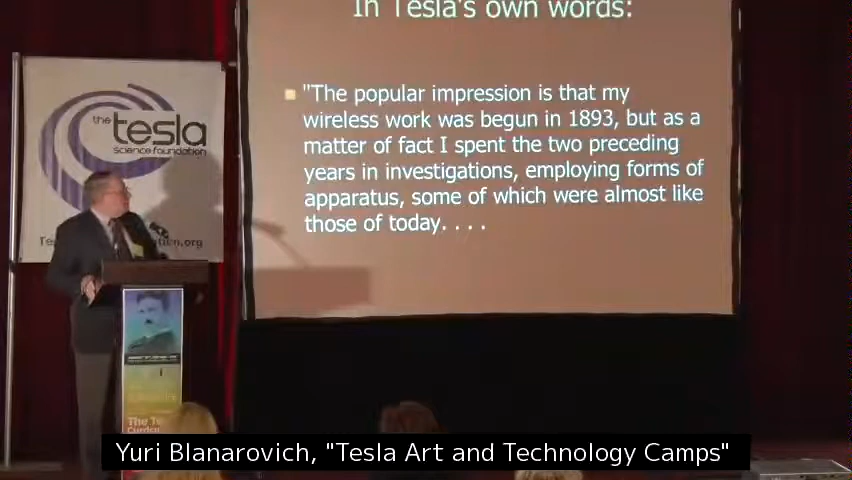 In Tesla's own words:
"The popular impression is that my
wireless work was begun in 1893, but as a
matter of fact I spent the two preceding
years in investigations, employing forms of
apparatus, some of which were almost like
those of today. . . .
the tesla
science foundation
Yuri Blanarovich, "Tesla Art and Technology Camps"